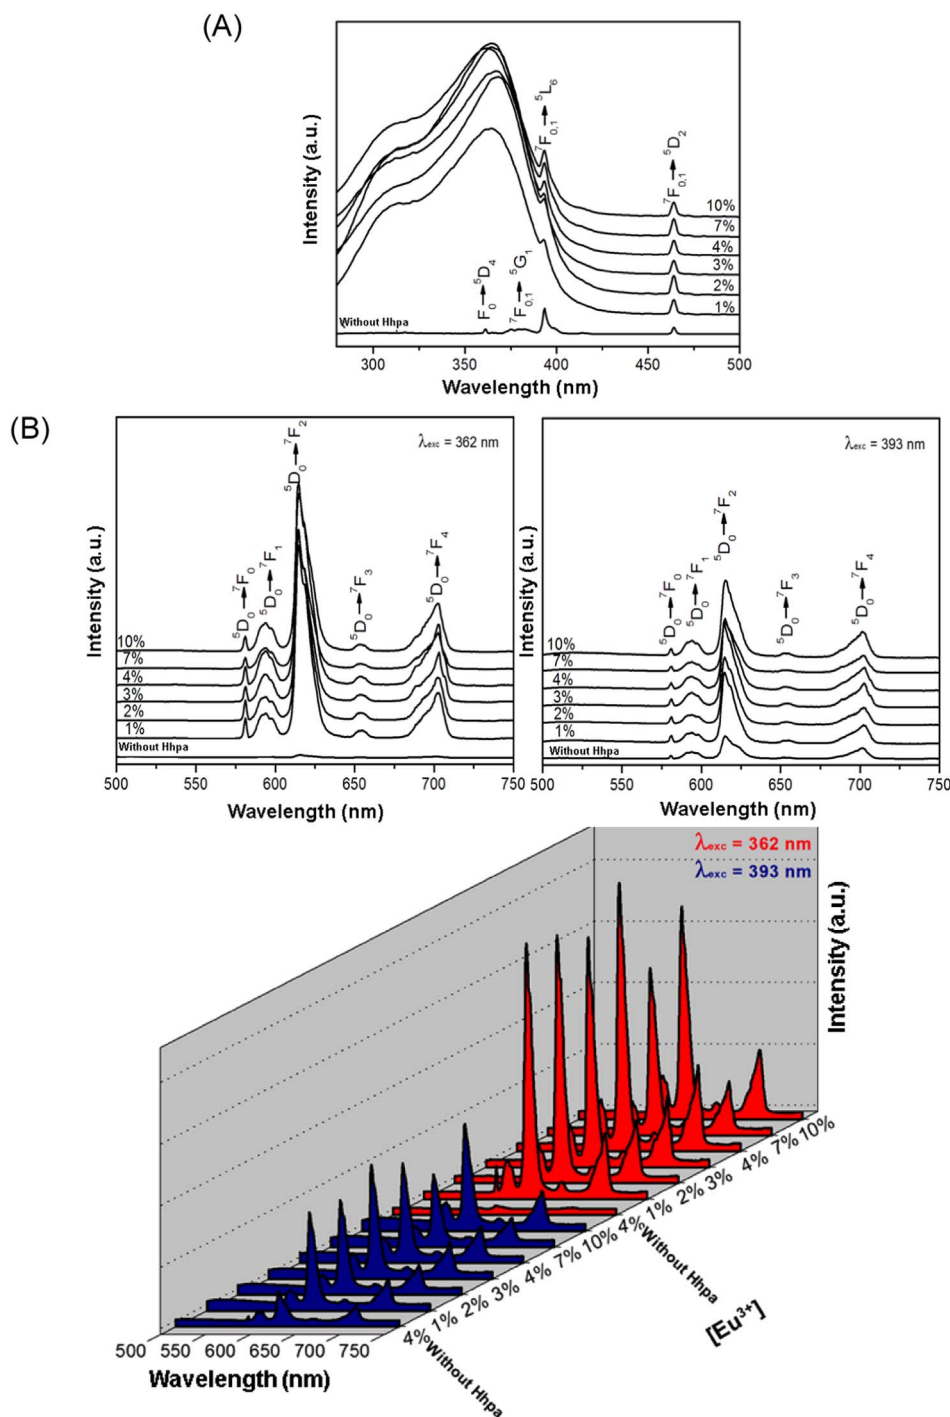 (A)
Intensity (a.u.)
⁷F₀,₁→⁵L₆
⁷F₀,₁→⁵D₂
F₀→⁵D₄
⁷F₀,₁→⁵G₁
10%
7%
4%
3%
2%
1%
Without Hhpa
300 350 400 450 500
Wavelength (nm)
(B)
λexc = 362 nm
Intensity (a.u.)
⁵D₀→⁷F₀
⁵D₀→⁷F₁
⁵D₀→⁷F₂
⁵D₀→⁷F₃
⁵D₀→⁷F₄
10%
7%
4%
3%
2%
1%
Without Hhpa
500 550 600 650 700 750
Wavelength (nm)
λexc = 393 nm
Intensity (a.u.)
⁵D₀→⁷F₀
⁵D₀→⁷F₁
⁵D₀→⁷F₂
⁵D₀→⁷F₃
⁵D₀→⁷F₄
10%
7%
4%
3%
2%
1%
Without Hhpa
500 550 600 650 700 750
Wavelength (nm)
λexc = 362 nm
λexc = 393 nm
Intensity (a.u.)
4% 1% 2% 3% 4% 7% 10% 4% 1% 2% 3% 4% 7% 10%
Without Hhpa
Without Hhpa
[Eu³⁺]
500 550 600 650 700 750
Wavelength (nm)